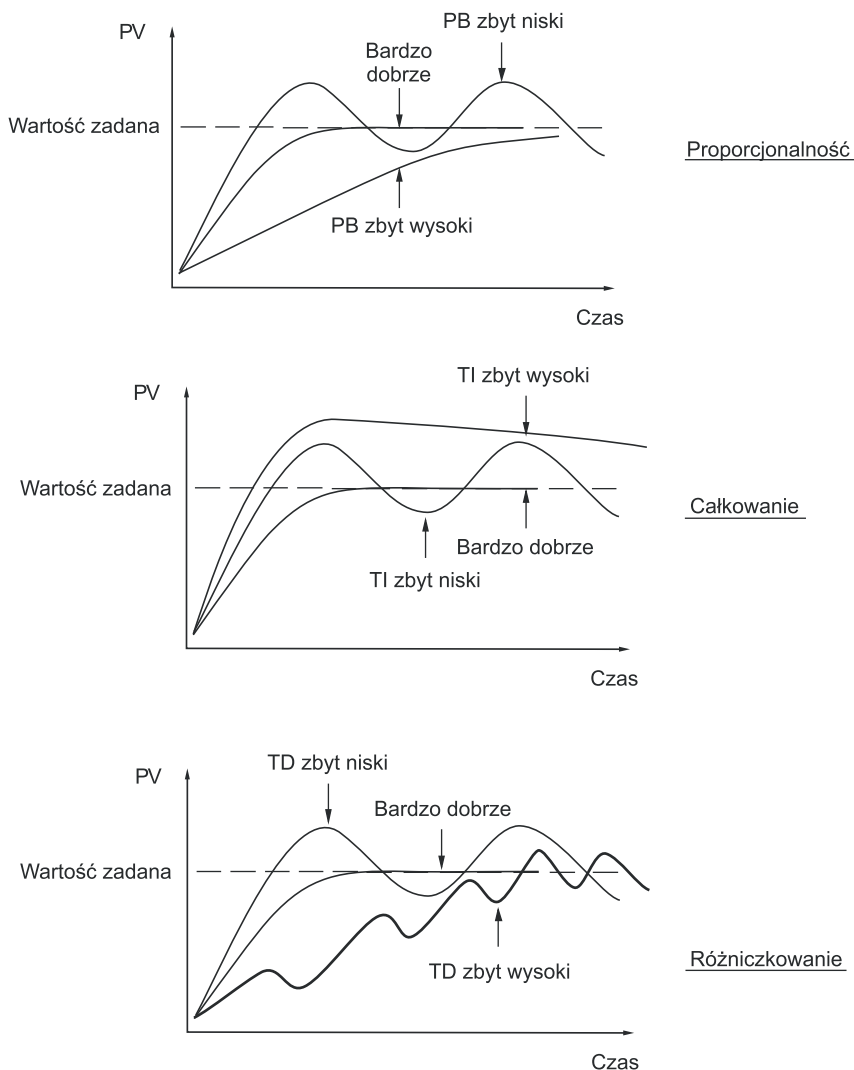 PV
PB zbyt niski
Bardzo
dobrze
Wartość zadana
Proporcjonalność
PB zbyt wysoki
Czas
TI zbyt wysoki
PV
Wartość zadana
Całkowanie
Bardzo dobrze
TI zbyt niski
Czas
TD zbyt niski
PV
Bardzo dobrze
Wartość zadana
TD zbyt wysoki
Różniczkowanie
Czas